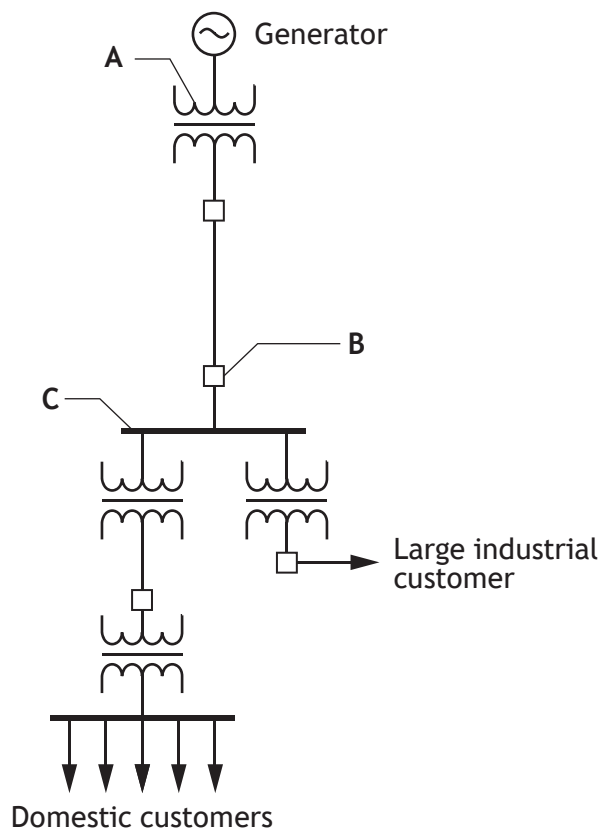 Generator
A
B
C
Large industrial
customer
Domestic customers